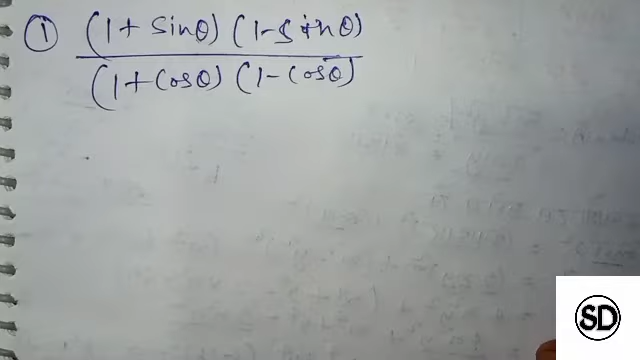 ① (1 + sinθ) (1 - sinθ)
(1 + cosθ) (1 - cosθ)
SD